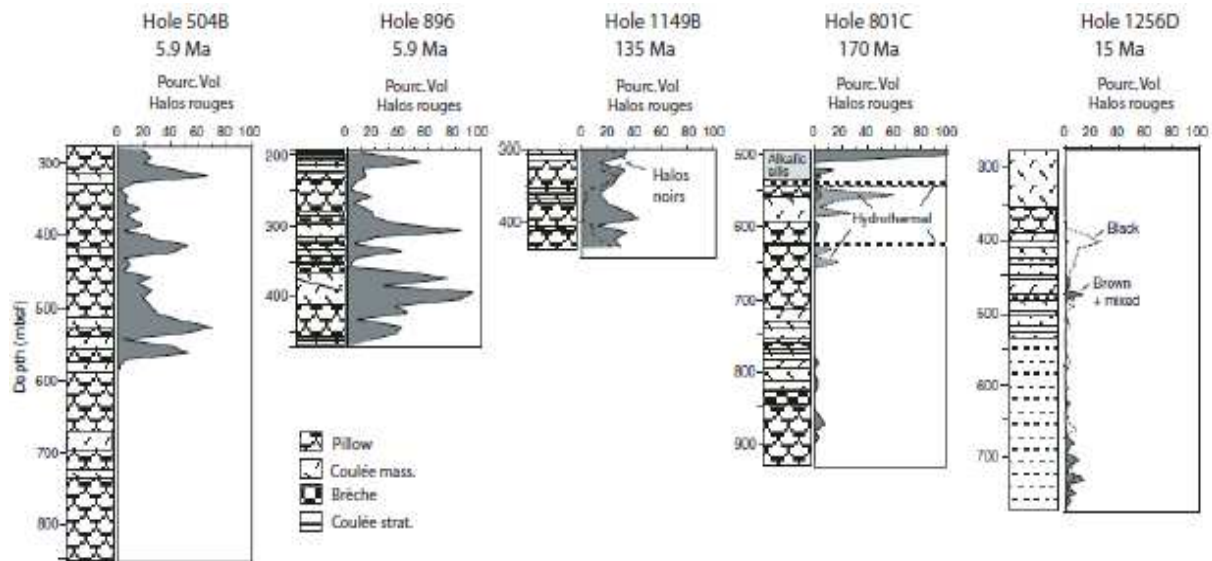 Hole 504B
5.9 Ma
Pourc. Vol
Halos rouges
0 20 40 60 80 100
300
400
500
600
700
800
Depth (mbsf)
Hole 896
5.9 Ma
Pourc. Vol
Halos rouges
0 20 40 60 80 100
200
300
400
Hole 1149B
135 Ma
Pourc. Vol
Halos rouges
0 20 40 60 80 100
300
400
Halos
noirs
Hole 801C
170 Ma
Pourc. Vol
Halos rouges
0 20 40 60 80 100
500
600
700
800
900
Alkalic
sills
Hydrothermal
Hole 1256D
15 Ma
Pourc. Vol
Halos rouges
0 20 40 60 80 100
300
400
500
600
700
Black
Brown
+ mixed
Pillow
Coulée mass.
Brèche
Coulée strat.